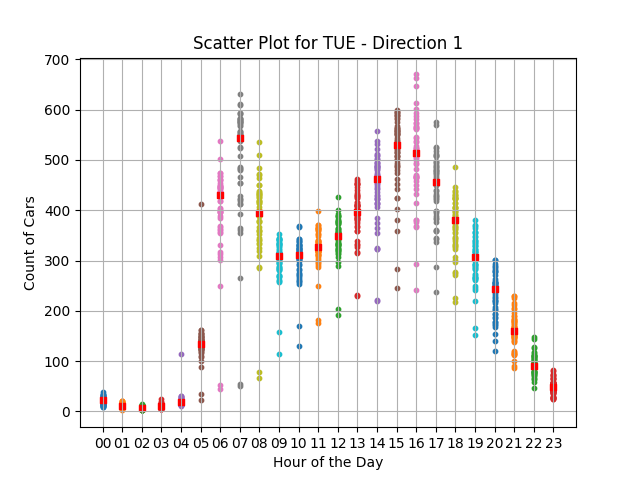 Scatter Plot for TUE - Direction 1
Count of Cars
700
600
500
400
300
200
100
0
00 01 02 03 04 05 06 07 08 09 10 11 12 13 14 15 16 17 18 19 20 21 22 23
Hour of the Day